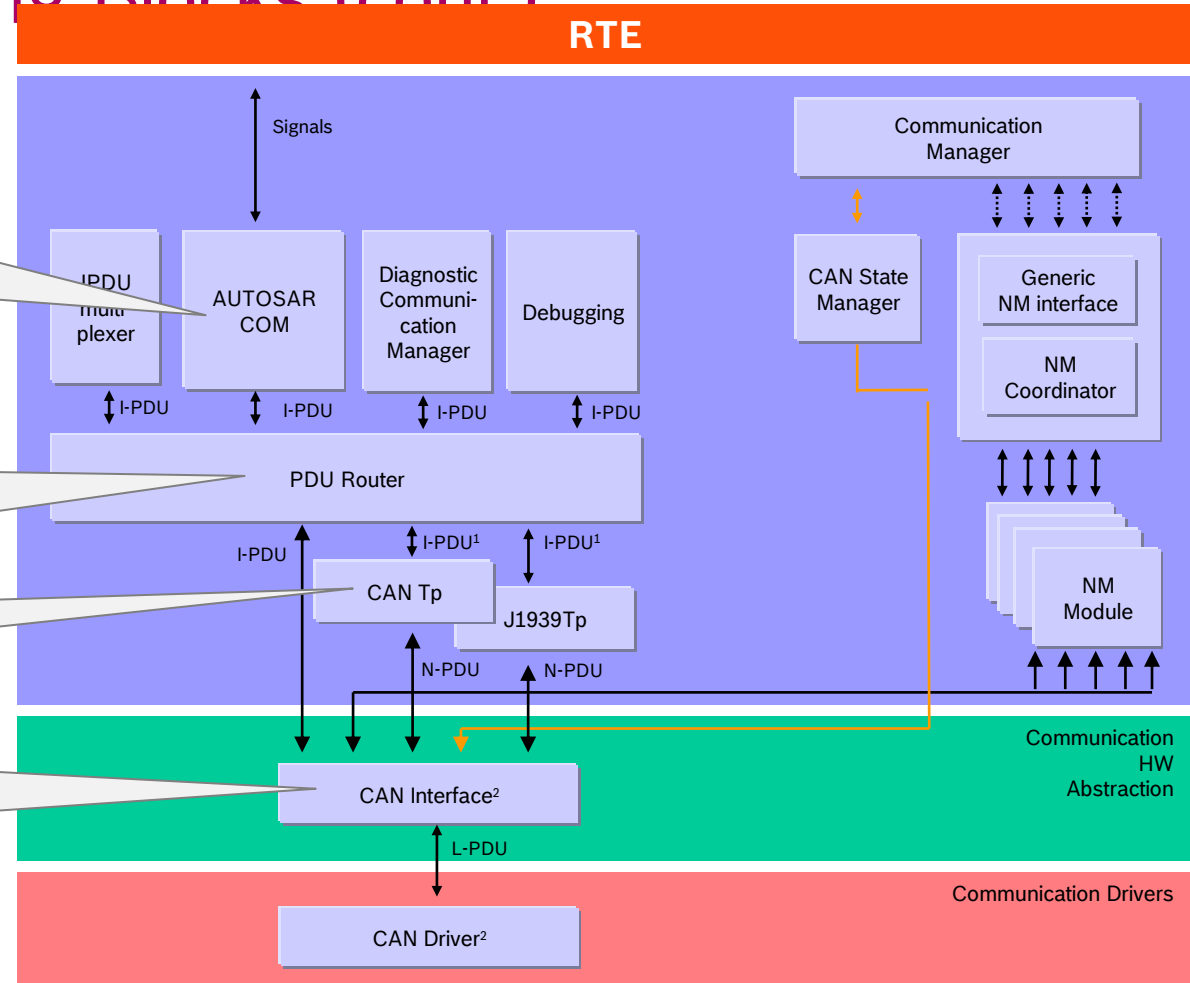 RTE
Signals
Communication
Manager
IPDU
multi
plexer
AUTOSAR
COM
Diagnostic
Communi-
cation
Manager
Debugging
CAN State
Manager
Generic
NM interface
NM
Coordinator
I-PDU
I-PDU
I-PDU
I-PDU
PDU Router
I-PDU
I-PDU¹
I-PDU¹
CAN Tp
J1939Tp
NM
Module
N-PDU
N-PDU
Communication
HW
Abstraction
CAN Interface²
L-PDU
Communication Drivers
CAN Driver²